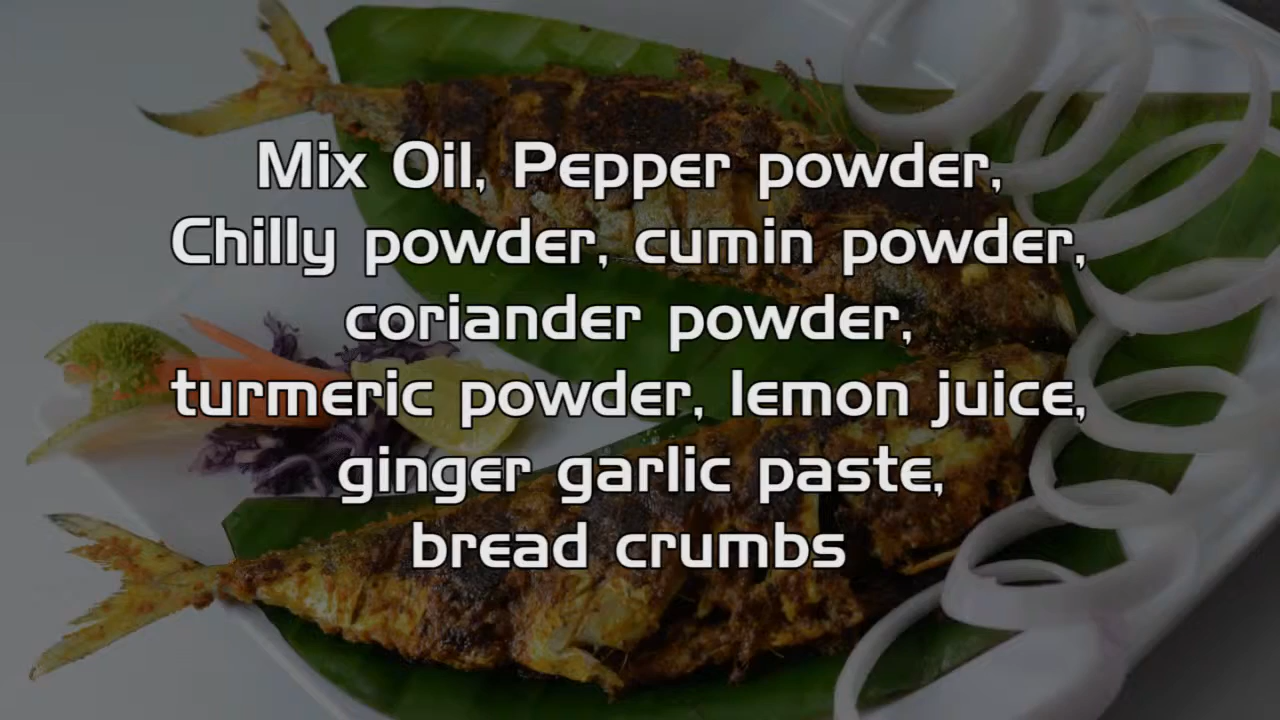 Mix Oil, Pepper powder,
Chilly powder, cumin powder,
coriander powder,
turmeric powder, lemon juice,
ginger garlic paste,
bread crumbs